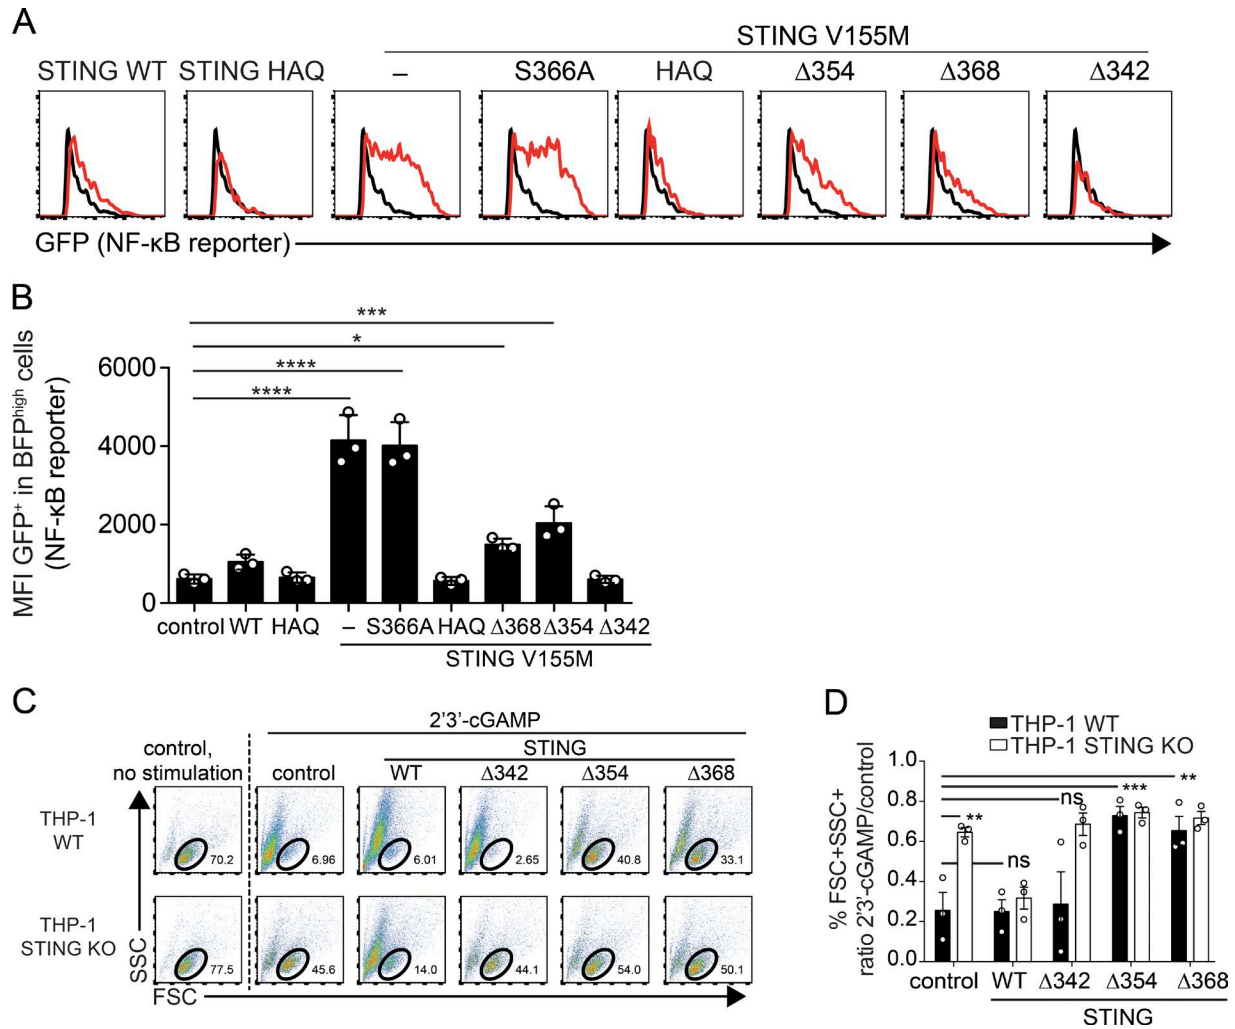 A
STING V155M
STING WT STING HAQ – S366A HAQ Δ354 Δ368 Δ342
GFP (NF-κB reporter)
B
MFI GFP+ in BFPhigh cells
(NF-κB reporter)
***
*
****
****
6000
4000
2000
0
control WT HAQ – S366A HAQ Δ368 Δ354 Δ342
STING V155M
C
2'3'-cGAMP
control,
no stimulation
STING
control WT Δ342 Δ354 Δ368
THP-1
WT
70.2 6.96 6.01 2.65 40.8 33.1
THP-1
STING KO
77.5 45.6 14.0 44.1 54.0 50.1
SSC
FSC
D
THP-1 WT
THP-1 STING KO
% FSC+SSC+
ratio 2'3'-cGAMP/control
1.0
0.8
0.6
0.4
0.2
0.0
**
***
ns
**
ns
control WT Δ342 Δ354 Δ368
STING